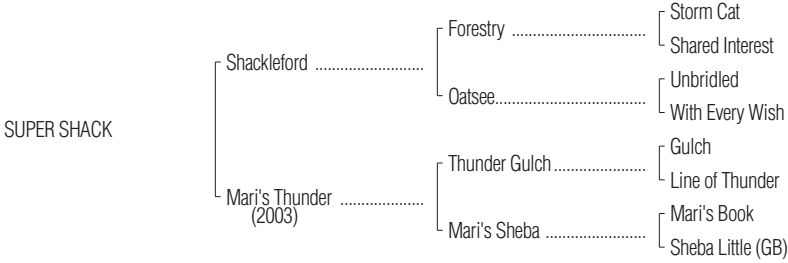 Storm Cat
Forestry ..............................
Shared Interest
Shackleford ........................
Unbridled
Oatsee..................................
With Every Wish
SUPER SHACK
Gulch
Thunder Gulch .....................
Line of Thunder
Mari's Thunder ...................
(2003)
Mari's Book
Mari's Sheba .......................
Sheba Little (GB)